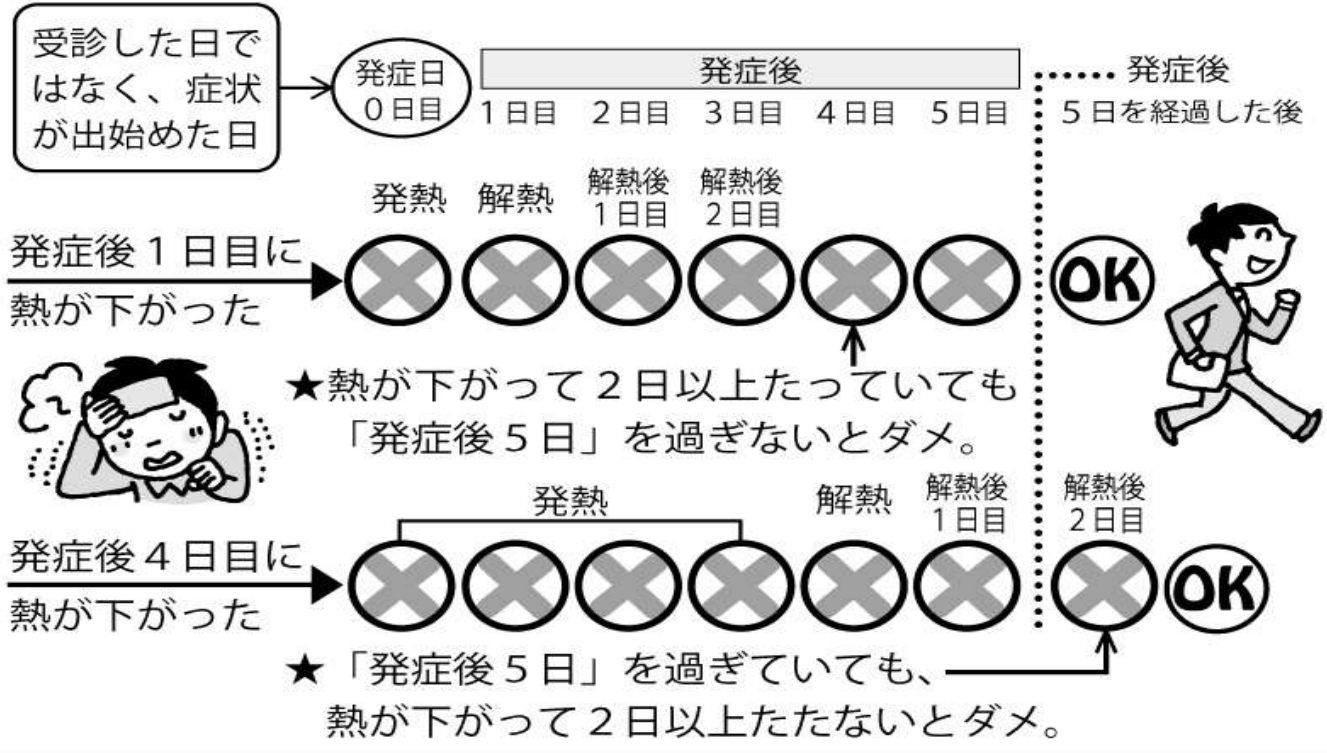 受診した日で
はなく、症状
が出始めた日
発症日
0日目
発症後
1日目 2日目 3日目 4日目 5日目
発症後
5日を経過した後
発熱 解熱 解熱後
1日目 解熱後
2日目
発症後1日目に
熱が下がった
OK
★熱が下がって2日以上たっていても
「発症後5日」を過ぎないとダメ。
発熱 解熱 解熱後
1日目 解熱後
2日目
発症後4日目に
熱が下がった
OK
★「発症後5日」を過ぎていても、
熱が下がって2日以上たたないとダメ。